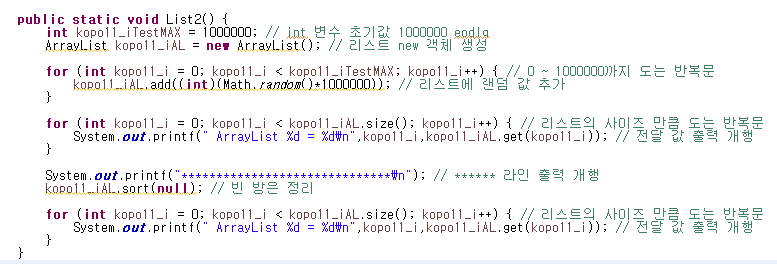 public static void List2() {
int kopo11_iTestMAX = 1000000; // int 변수 초기값 1000000 eodlq
ArrayList kopo11_iAL = new ArrayList(); // 리스트 new 객체 생성
for (int kopo11_i = 0; kopo11_i < kopo11_iTestMAX; kopo11_i++) { // 0 ~ 1000000까지 도는 반복문
kopo11_iAL.add((int)(Math.random()*1000000)); // 리스트에 랜덤 값 추가
}
for (int kopo11_i = 0; kopo11_i < kopo11_iAL.size(); kopo11_i++) { // 리스트의 사이즈 만큼 도는 반복문
System.out.printf(" ArrayList %d = %d₩n",kopo11_i,kopo11_iAL.get(kopo11_i)); // 전달 값 출력 개행
}
System.out.printf("******************************₩n"); // ****** 라인 출력 개행
kopo11_iAL.sort(null); // 빈 방은 정리
for (int kopo11_i = 0; kopo11_i < kopo11_iAL.size(); kopo11_i++) { // 리스트의 사이즈 만큼 도는 반복문
System.out.printf(" ArrayList %d = %d₩n",kopo11_i,kopo11_iAL.get(kopo11_i)); // 전달 값 출력 개행
}
}